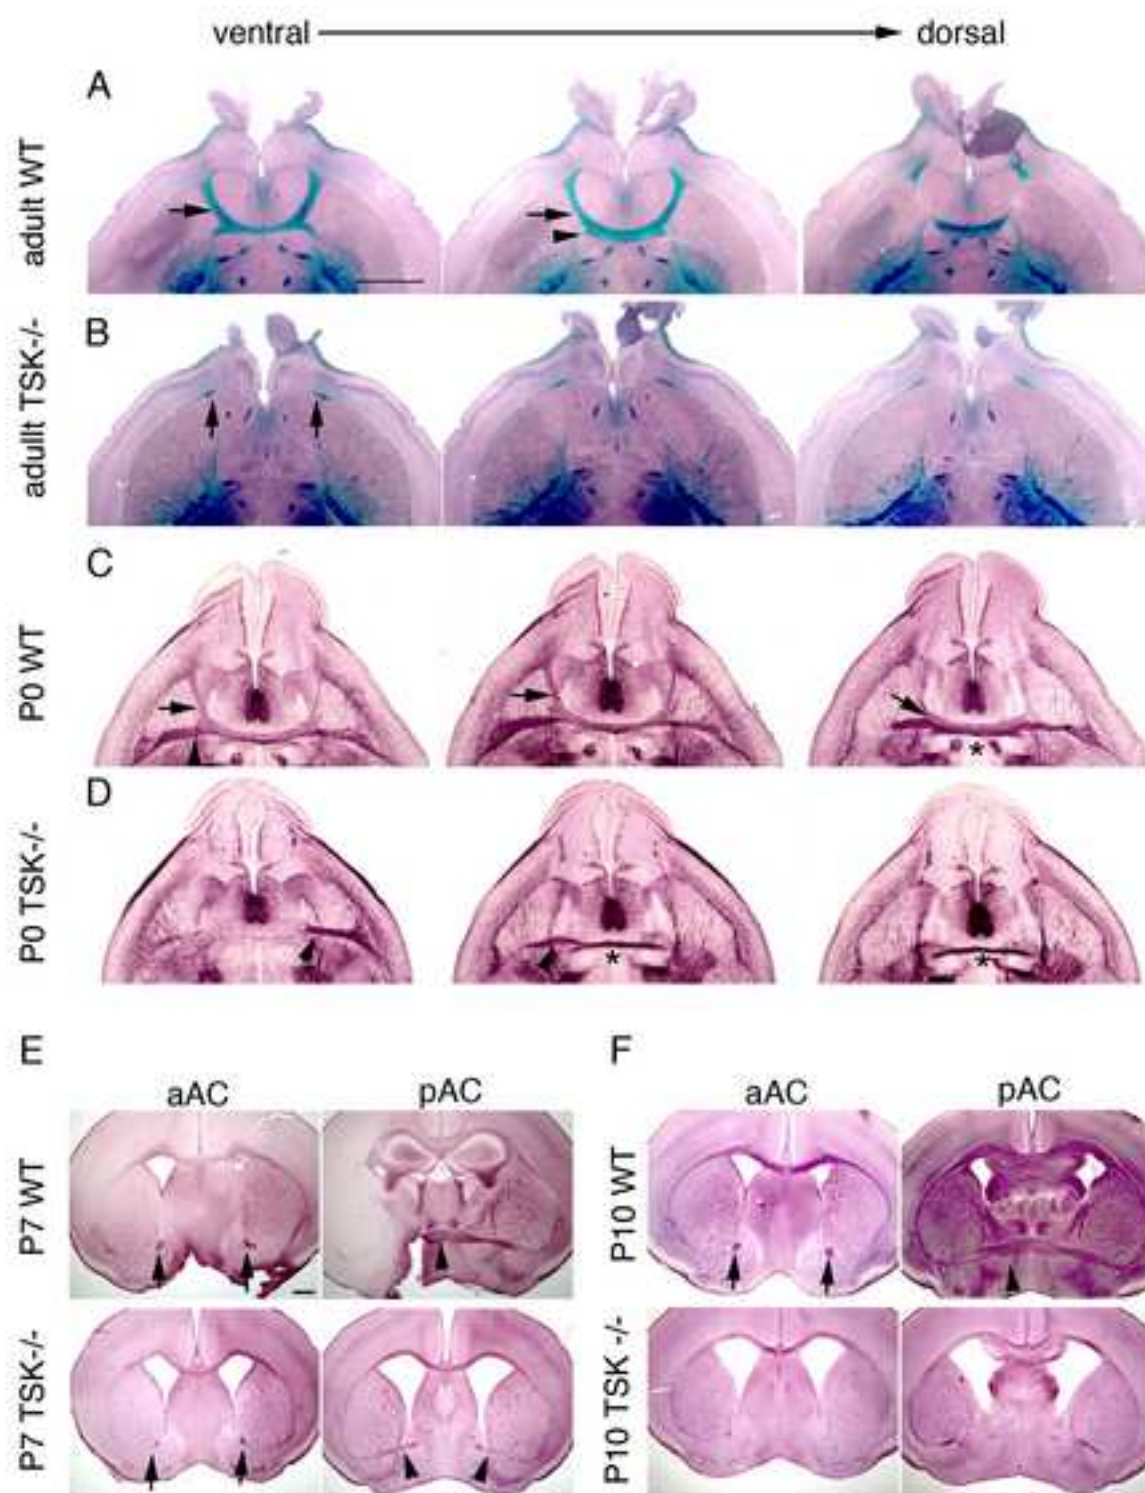 ventral dorsal
A
adult WT
B
adullt TSK-/-
C
P0 WT
*
D
P0 TSK-/-
* *
E
F
aAC pAC
aAC pAC
P7 WT
P10 WT
P7 TSK-/-
P10 TSK -/-